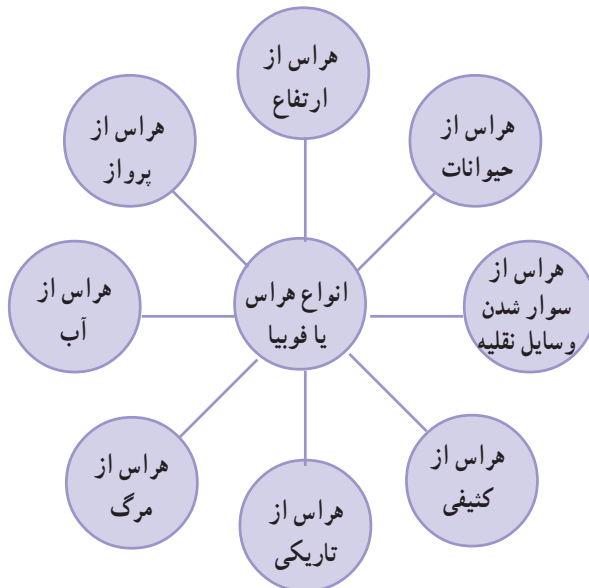 هراس از
ارتفاع
هراس از
حیوانات
هراس از
سوار شدن
وسایل نقلیه
هراس از
کثیفی
هراس از
تاریکی
هراس از
مرگ
هراس از
آب
هراس از
پرواز
انواع هراس
یا فوبیا